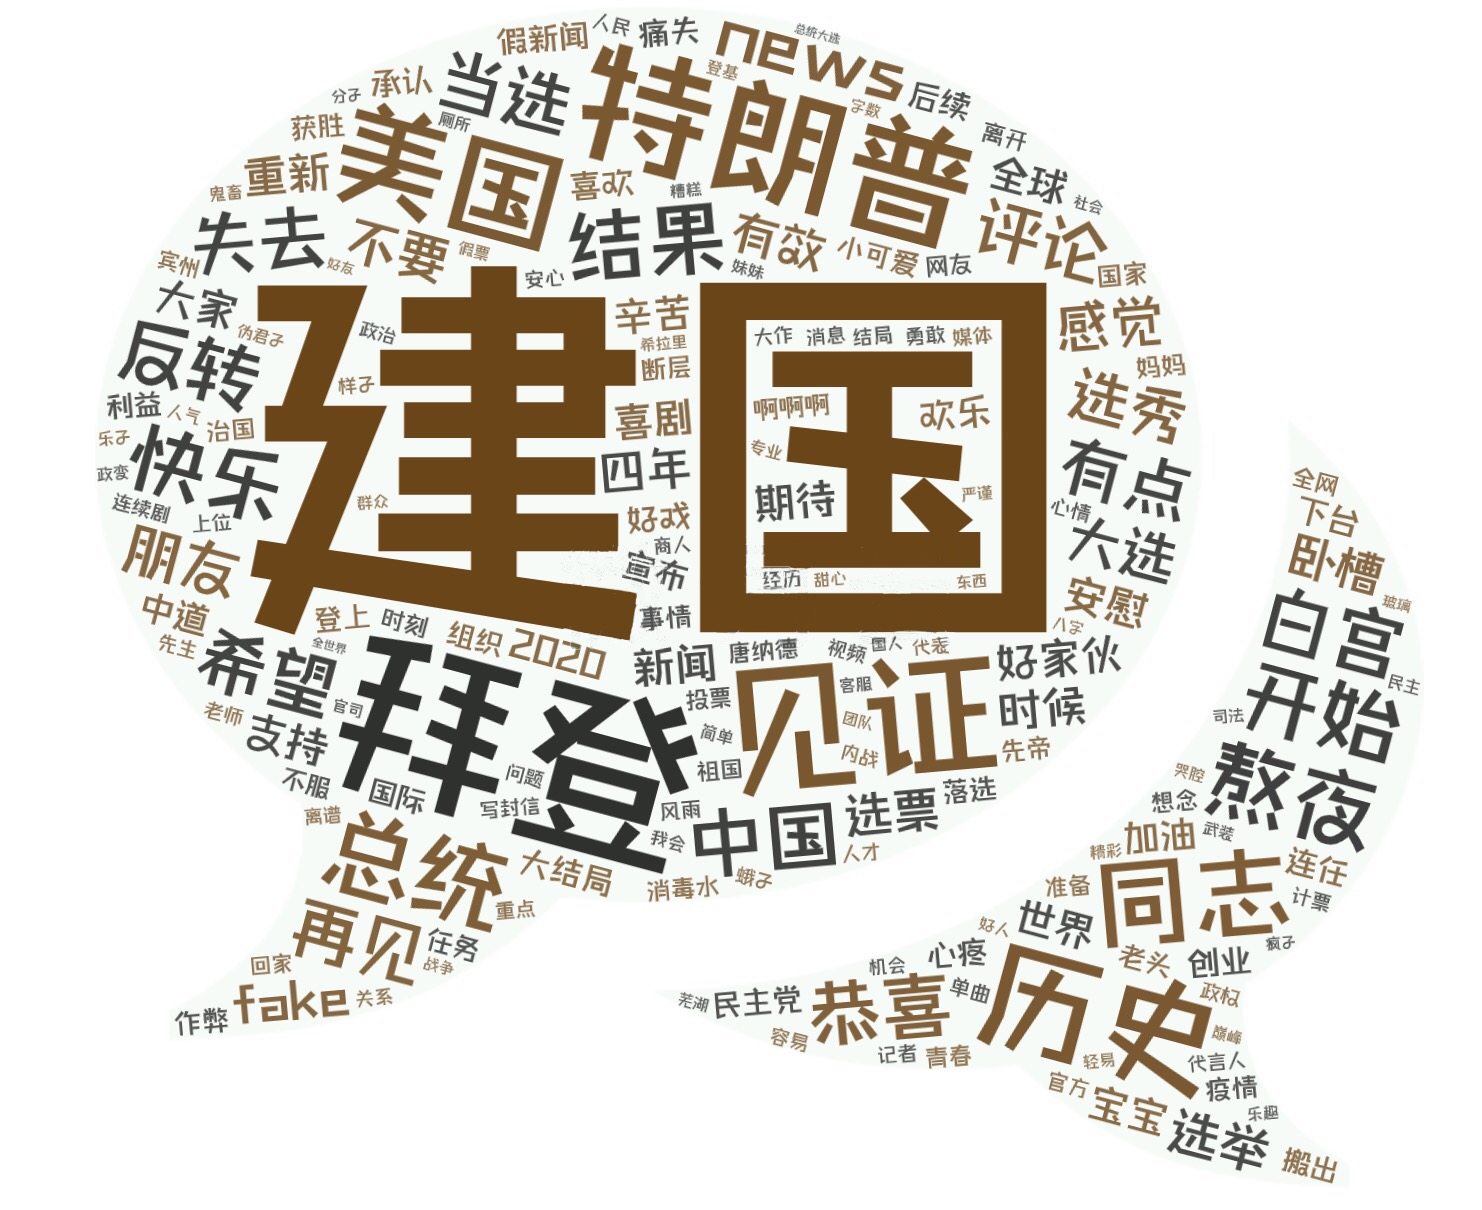 总统大选
人民
痛失
news
假新闻
登基
承认
当选
特朗普
后续
分子
厕所
字数
获胜
美国
离开
重新
喜欢
糟糕
全球
社会
鬼畜
失去
不要
假票
结果
有效
小可爱
评论
网友
宾州
好友
安心
妹妹
国家
大家
建国
辛苦
感觉
伪君子
政治
希拉里
大作
消息
结局
勇敢
媒体
反转
样子
断层
妈妈
利益
人气
治国
喜剧
啊啊啊
欢乐
选秀
乐子
快乐
四年
专业
有点
政变
群众
期待
严谨
连续剧
上位
好戏
心情
全网
商人
下台
朋友
宣布
大选
卧槽
经历
甜心
东西
安慰
玻璃
中道
登上
时刻
组织
2020
事情
八字
白宫
先生
希望
全世界
拜登
新闻
唐纳德
视频
国人
代表
好家伙
民主
老师
官司
投票
见证
客服
时候
开始
司法
支持
简单
团队
先帝
不服
国际
问题
祖国
内战
熬夜
哭腔
离谱
写封信
风雨
选票
落选
想念
总统
我会
中国
人才
加油
武装
精彩
大结局
消毒水
蛾子
准备
同志
连任
再见
重点
计票
任务
好人
世界
老头
疯子
回家
战争
机会
心疼
创业
作弊
fake
关系
芜湖
民主党
恭喜
单曲
历史
政权
容易
记者
青春
轻易
巅峰
代言人
官方
疫情
宝宝
乐趣
选举
搬出